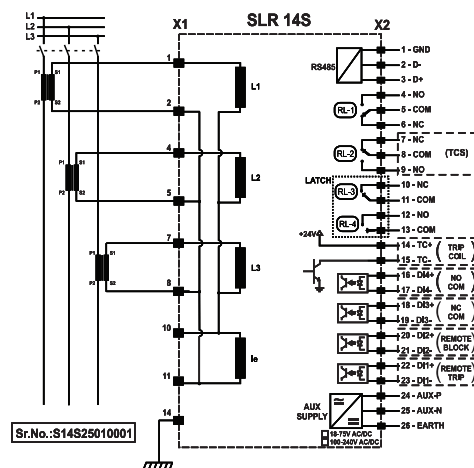 X1 SLR 14S X2
L1
L2
L3
P1 S1
P2 S2
P1 S1
P2 S2
P1 S1
P2 S2
1
2
4
5
7
8
10
11
14
L1
L2
L3
Ie
RS485
RL-1
RL-2
LATCH
RL-3
RL-4
+24V
AUX
SUPPLY
18-75V AC/DC
100-240V AC/DC
1 - GND
2 - D-
3 - D+
4 - NO
5 - COM
6 - NC
7 - NC
8 - COM (TCS)
9 - NO
10 - NC
11 - COM
12 - NO
13 - COM
14 - TC+ (TRIP
15 - TC- COIL)
16 - DI4+ (NO
17 - DI4- COM)
18 - DI3+ (NC
19 - DI3- COM)
20 - DI2+ (REMOTE
21 - DI2- BLOCK)
22 - DI1+ (REMOTE
23 - DI1- TRIP)
24 - AUX-P
25 - AUX-N
26 - EARTH
Sr.No.:S14S25010001